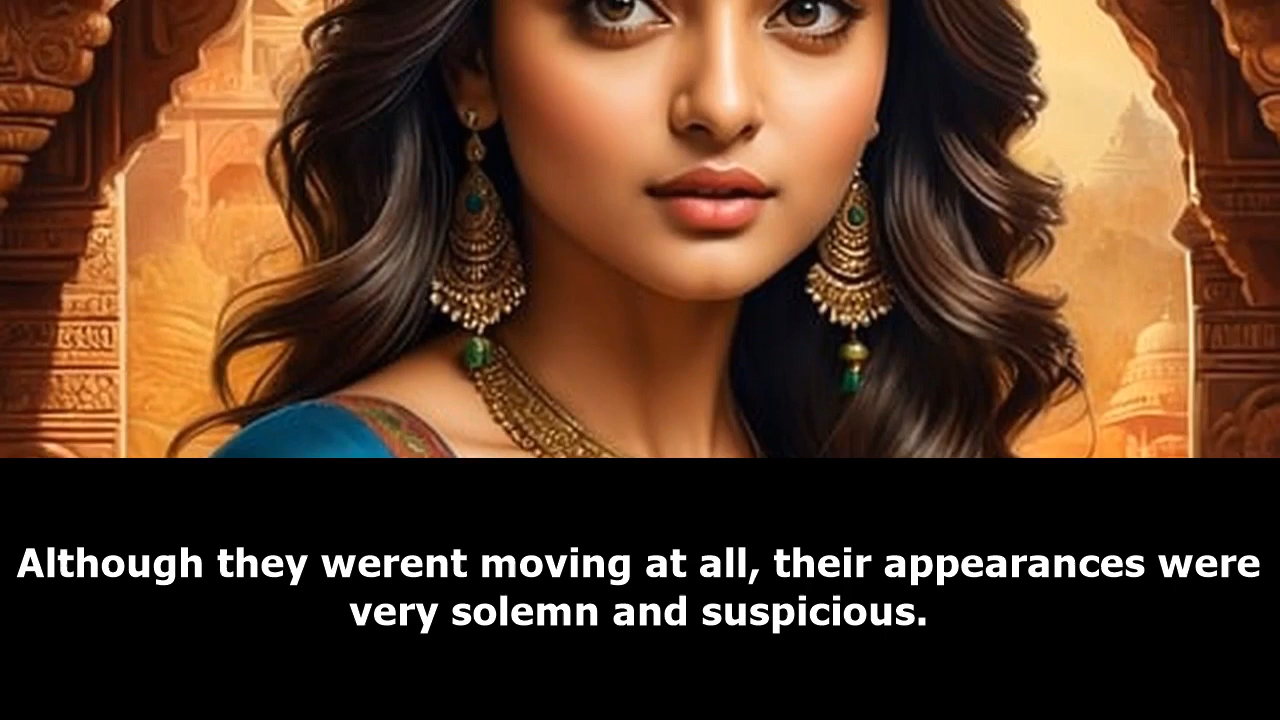 Although they werent moving at all, their appearances were
very solemn and suspicious.